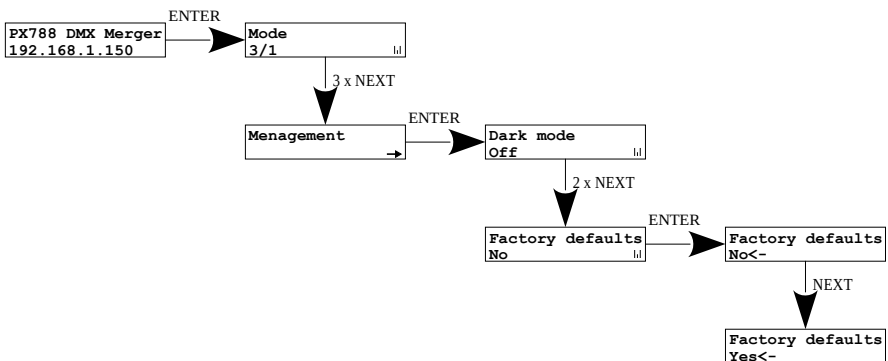 ENTER
PX788 DMX Merger
192.168.1.150
Mode
3/1
3 x NEXT
Menagement
ENTER
Dark mode
Off
2 x NEXT
Factory defaults
No
ENTER
Factory defaults
No<-
NEXT
Factory defaults
Yes<-